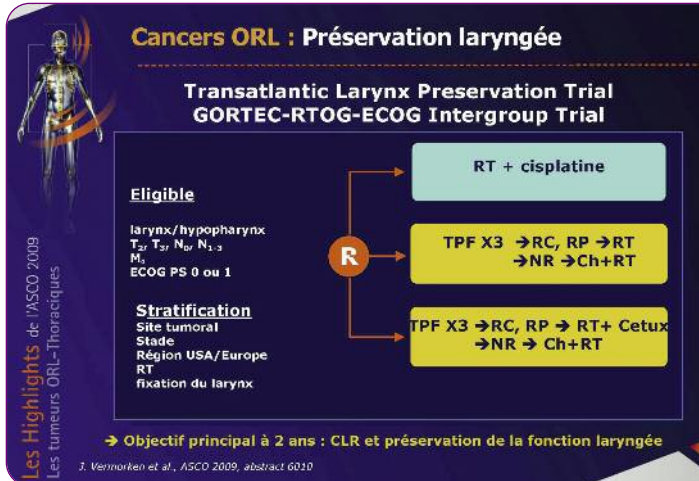 Cancers ORL : Préservation laryngée
Transatlantic Larynx Preservation Trial
GORTEC-RTOG-ECOG Intergroup Trial
Eligible
larynx/hypopharynx
T₂, T₃, N₀, N₁₋₃
ECOG PS 0 ou 1
Stratification
Site tumoral
Stade
Région USA/Europe
RT
fixation du larynx
R
RT + cisplatine
TPF X3 →RC, RP →RT
→NR →Ch+RT
TPF X3 →RC, RP → RT+ Cetux
→NR → Ch+RT
→ Objectif principal à 2 ans : CLR et préservation de la fonction laryngée
J. Vermorken et al., ASCO 2009, abstract 6010
Les Highlights de l'ASCO 2009
Les tumeurs ORL-Thoraciques